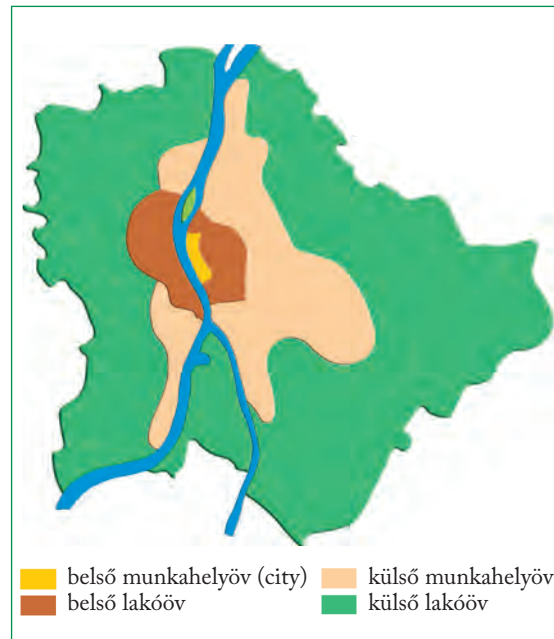 belső munkahelyöv (city)
belső lakóöv
külső munkahelyöv
külső lakóöv